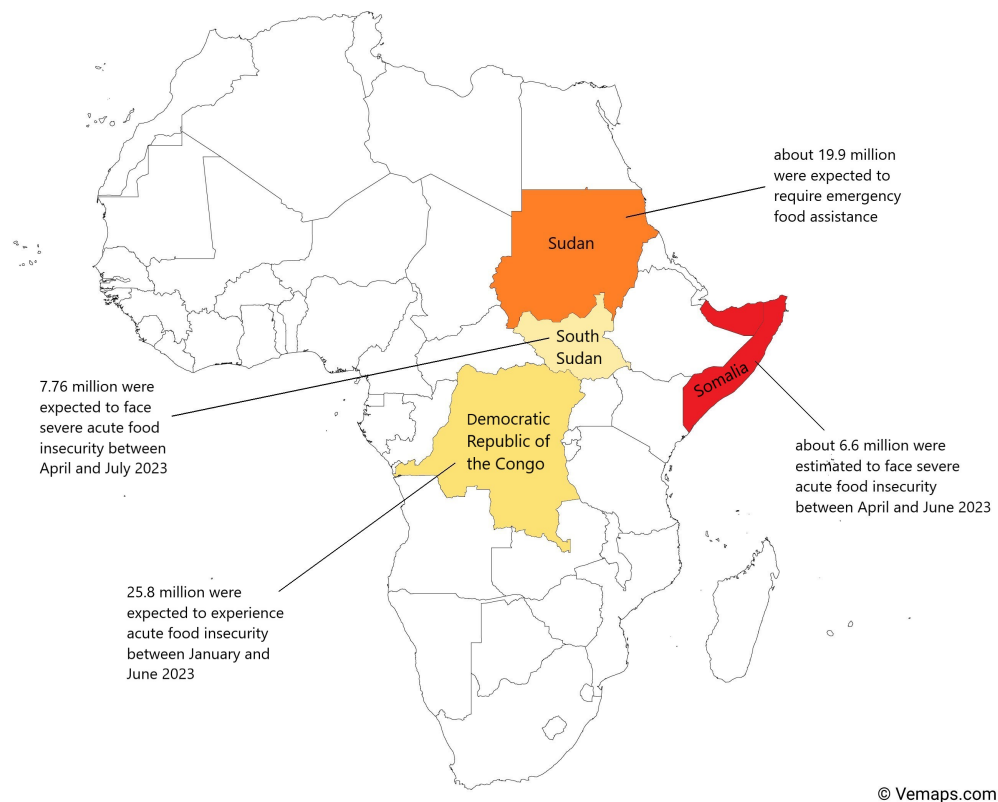 about 19.9 million
were expected to
require emergency
food assistance
Sudan
South
Sudan
Somalia
7.76 million were
expected to face
severe acute food
insecurity between
April and July 2023
Democratic
Republic of
the Congo
about 6.6 million were
estimated to face severe
acute food insecurity
between April and June 2023
25.8 million were
expected to experience
acute food insecurity
between January and
June 2023
© Vemaps.com